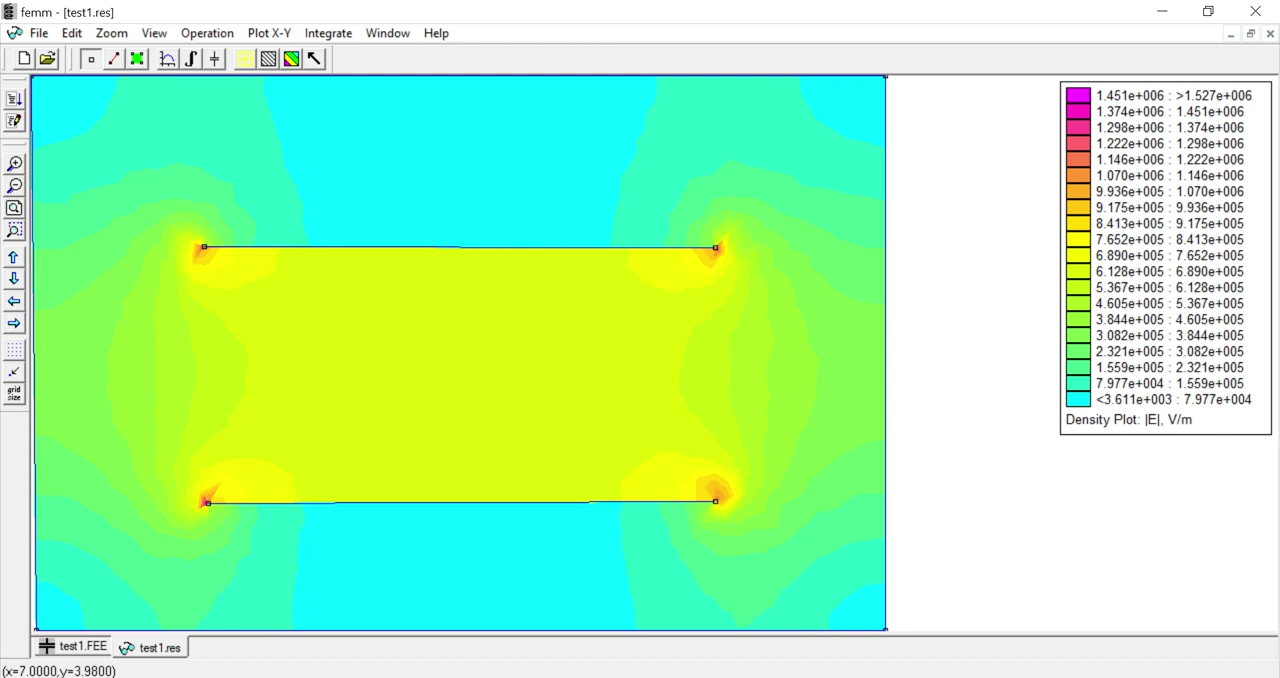 femm - [test1.res]
File Edit Zoom View Operation Plot X-Y Integrate Window Help
1.451e+006 : >1.527e+006
1.374e+006 : 1.451e+006
1.298e+006 : 1.374e+006
1.222e+006 : 1.298e+006
1.146e+006 : 1.222e+006
1.070e+006 : 1.146e+006
9.936e+005 : 1.070e+006
9.175e+005 : 9.936e+005
8.413e+005 : 9.175e+005
7.652e+005 : 8.413e+005
6.890e+005 : 7.652e+005
6.128e+005 : 6.890e+005
5.367e+005 : 6.128e+005
4.605e+005 : 5.367e+005
3.844e+005 : 4.605e+005
3.082e+005 : 3.844e+005
2.321e+005 : 3.082e+005
1.559e+005 : 2.321e+005
7.977e+004 : 1.559e+005
<3.611e+003 : 7.977e+004
Density Plot: |E|, V/m
grid
size
test1.FEE test1.res
(x=7.0000,y=3.9800)